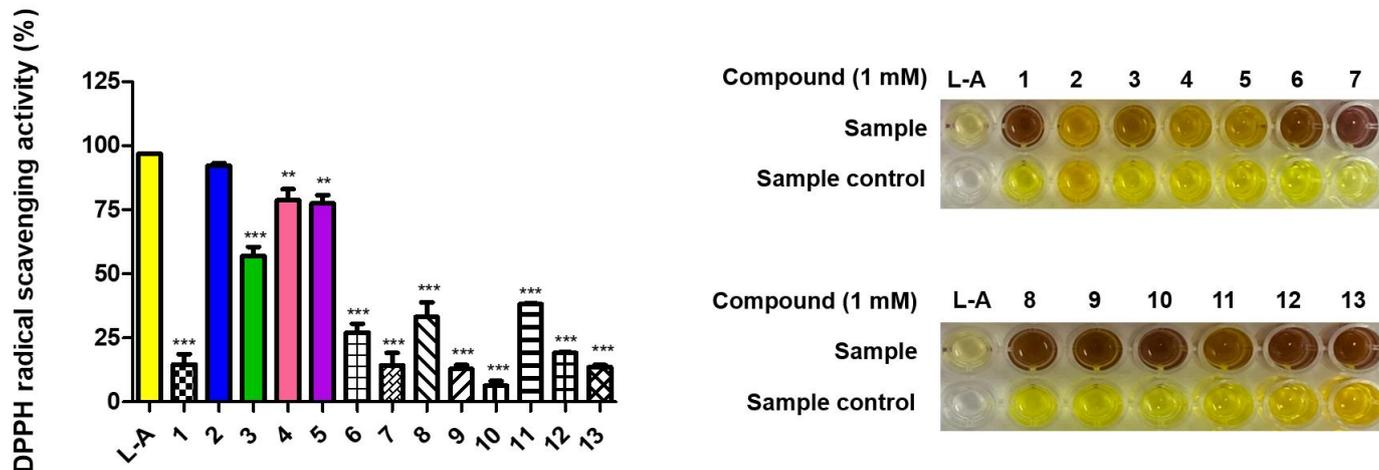 DPPH radical scavenging activity (%)
125
100
75
50
25
0
***
***
**
**
***
***
***
***
***
***
***
***
L-A 1 2 3 4 5 6 7 8 9 10 11 12 13
Compound (1 mM) L-A 1 2 3 4 5 6 7
Sample
Sample control
Compound (1 mM) L-A 8 9 10 11 12 13
Sample
Sample control